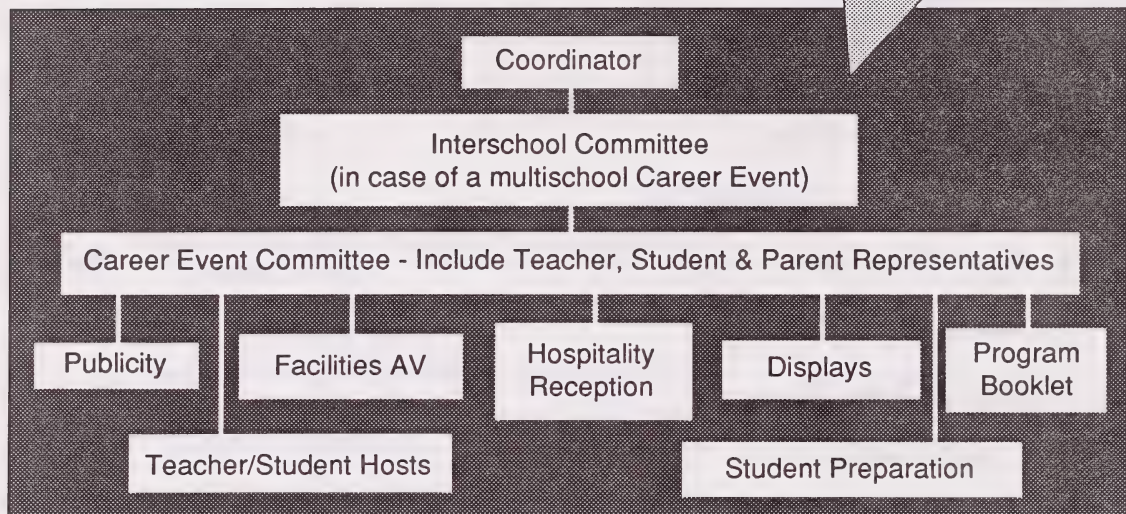 Coordinator
Interschool Committee
(in case of a multischool Career Event)
Career Event Committee - Include Teacher, Student & Parent Representatives
Publicity
Facilities AV
Hospitality
Reception
Displays
Program
Booklet
Teacher/Student Hosts
Student Preparation